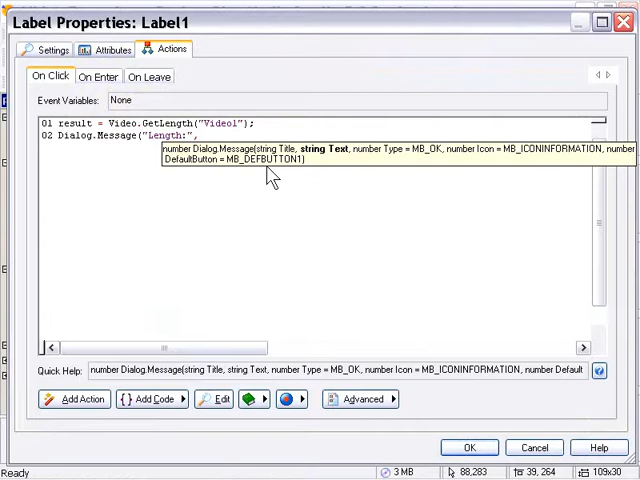 Label Properties: Label1
Settings Attributes Actions
On Click On Enter On Leave
Event Variables: None
01 result = Video.GetLength("Video1");
02 Dialog.Message("Length:",
number Dialog.Message(string Title, string Text, number Type = MB_OK, number Icon = MB_ICONINFORMATION, number
DefaultButton = MB_DEFBUTTON1)
Quick Help: number Dialog.Message(string Title, string Text, number Type = MB_OK, number Icon = MB_ICONINFORMATION, number Default
Add Action Add Code Edit Advanced
OK Cancel Help
Ready 3 MB 88,283 39, 264 109x30